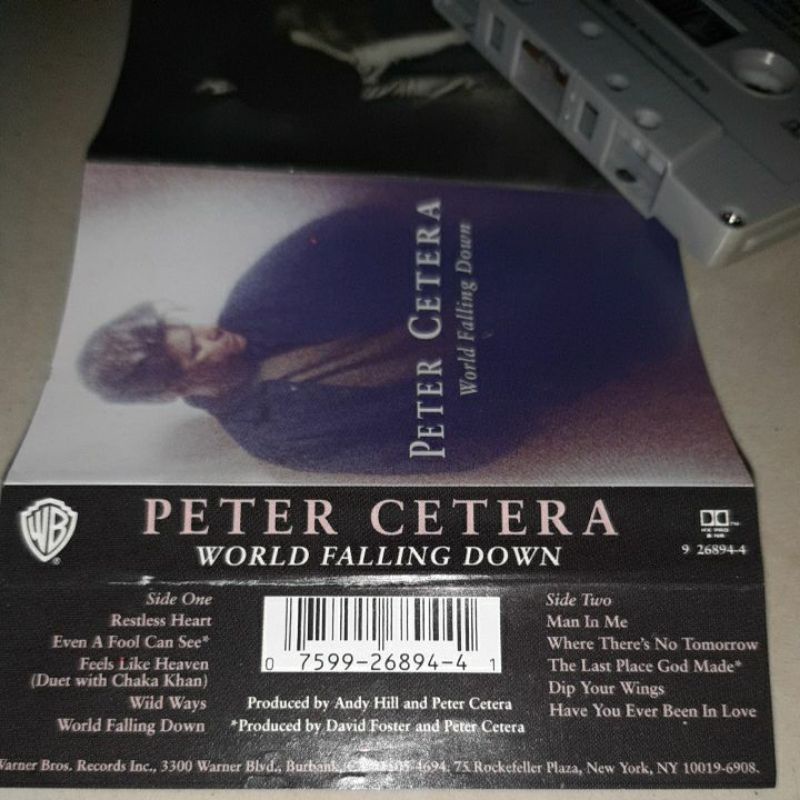 PETER CETERA
World Falling Down
WB
PETER CETERA
WORLD FALLING DOWN
9 26894-4
Side One
Restless Heart
Even A Fool Can See*
Feels Like Heaven
(Duet with Chaka Khan)
Wild Ways
World Falling Down
0 7599-26894-4 1
Produced by Andy Hill and Peter Cetera
*Produced by David Foster and Peter Cetera
Side Two
Man In Me
Where There's No Tomorrow
The Last Place God Made*
Dip Your Wings
Have You Ever Been In Love
Warner Bros. Records Inc., 3300 Warner Blvd., Burbank, 75 Rockefeller Plaza, New York, NY 10019-6908.